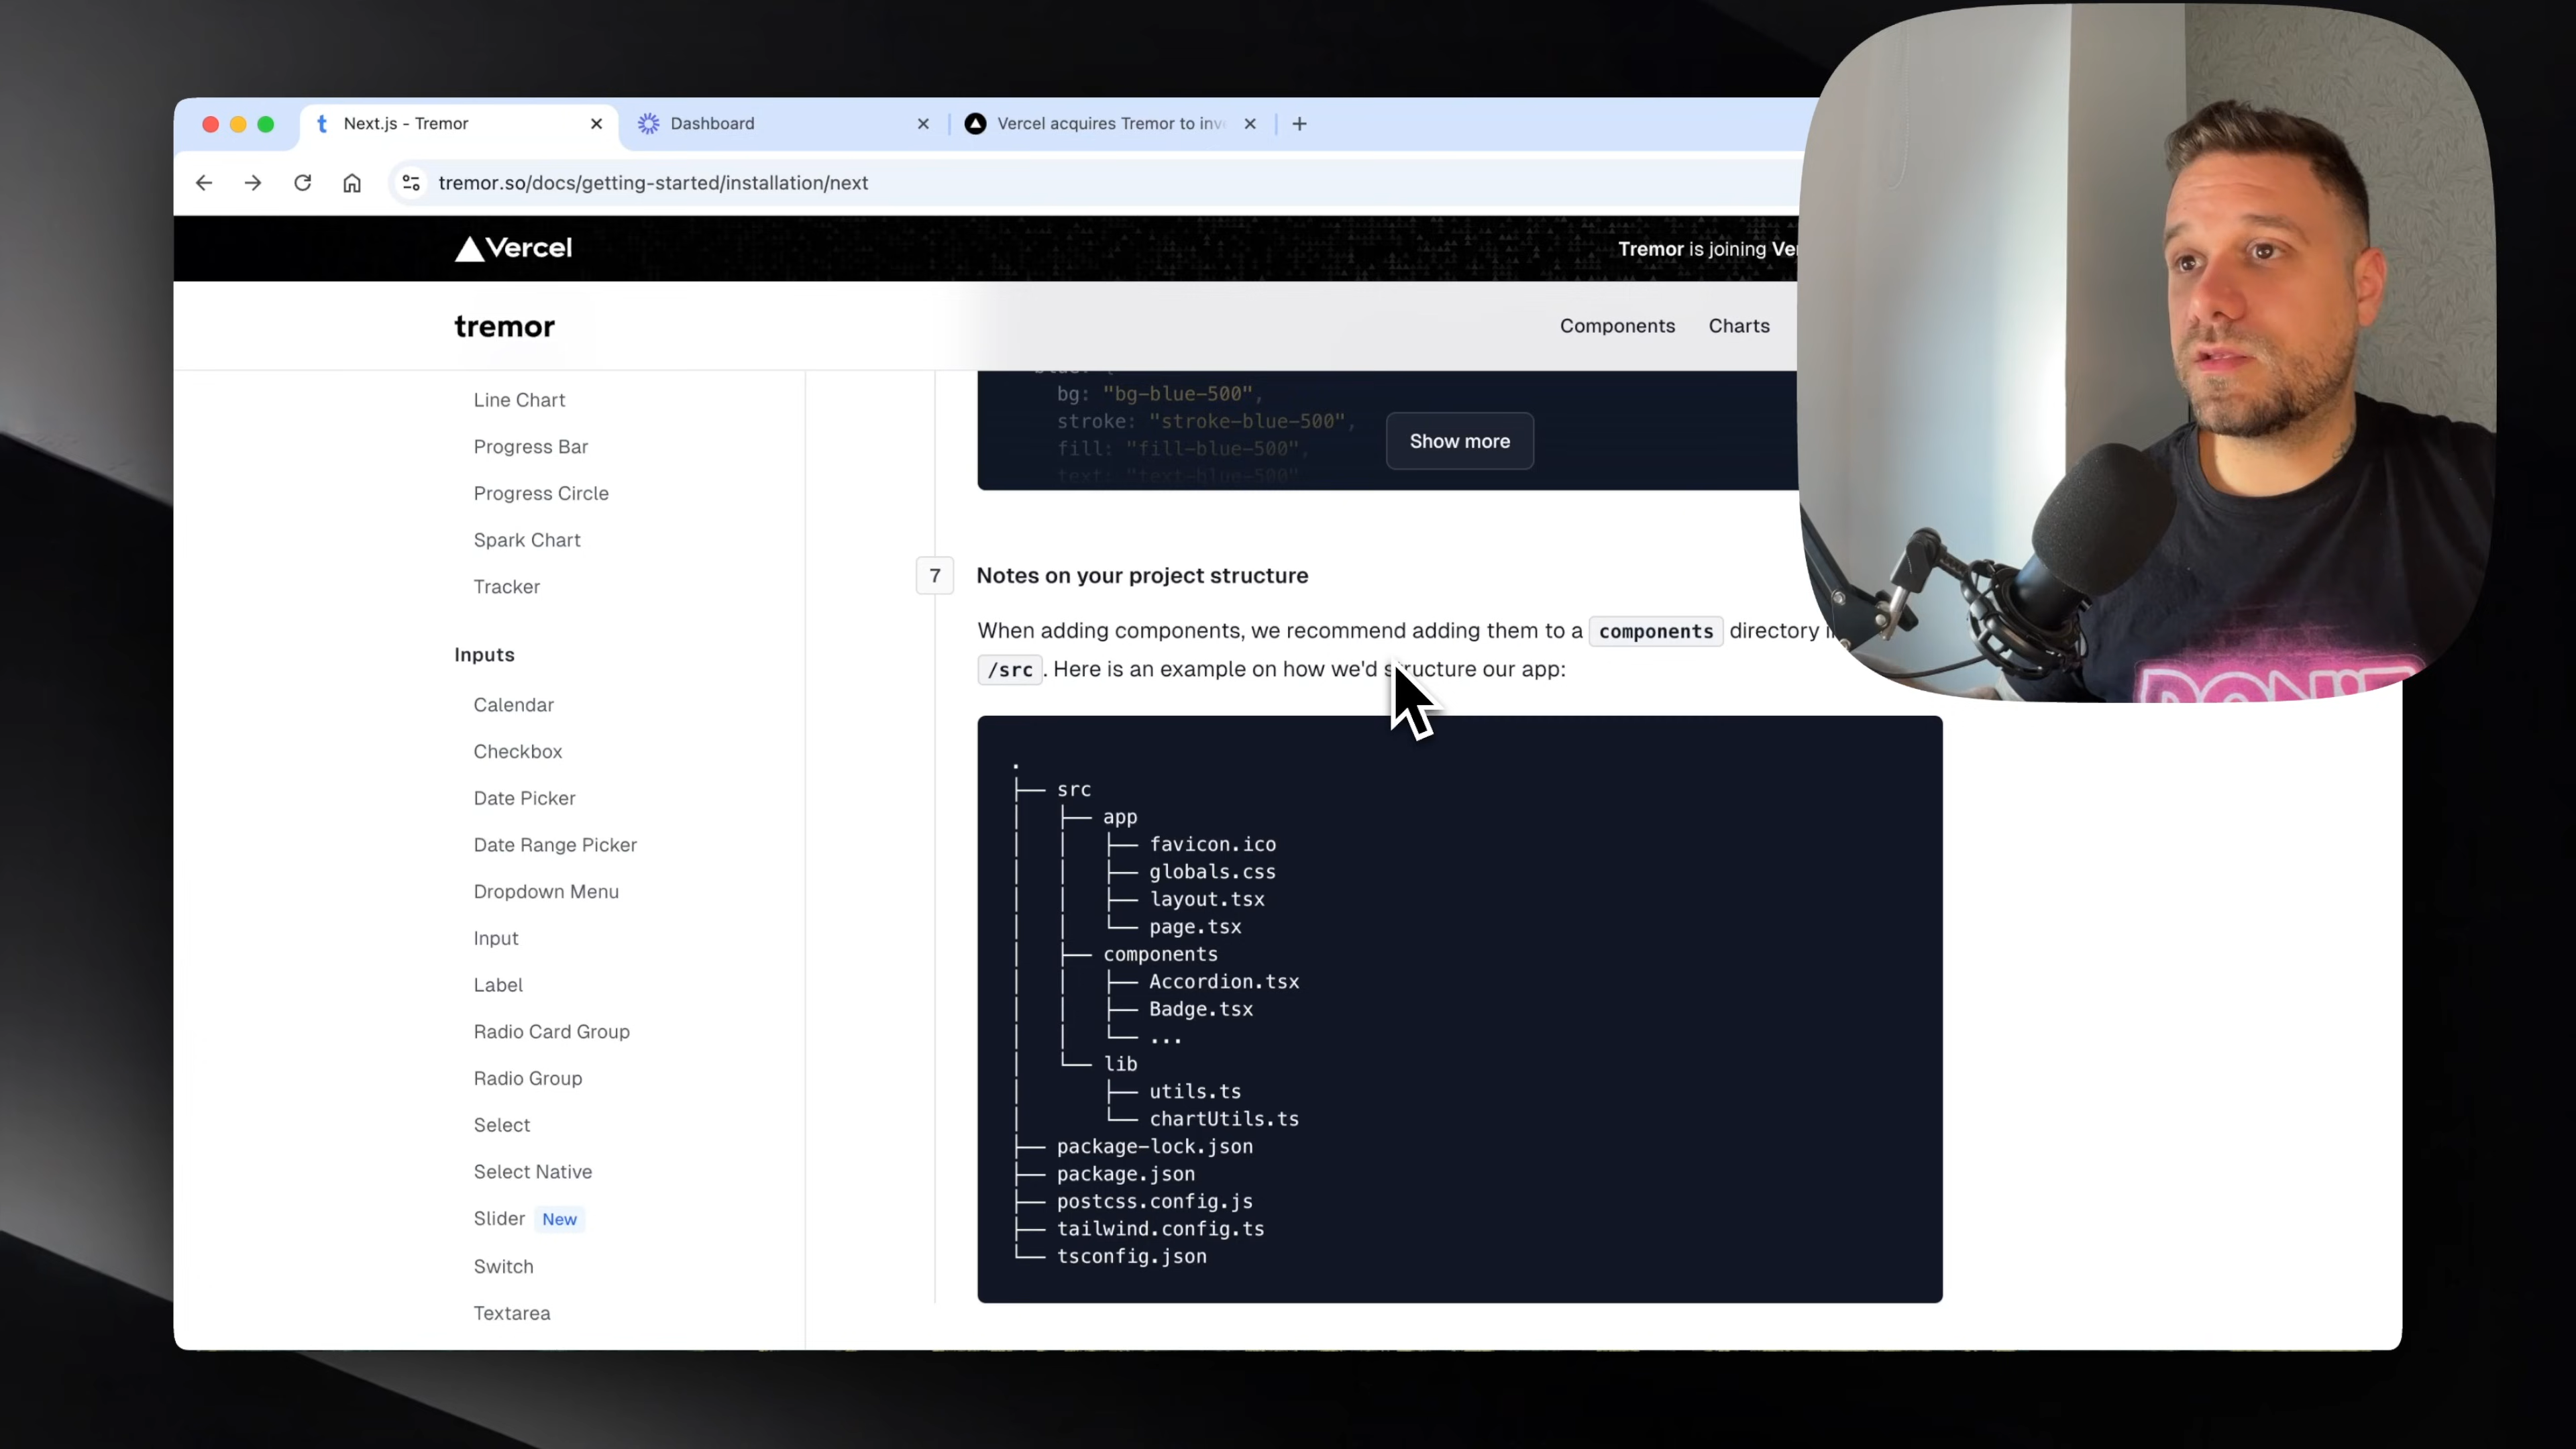 Next.js - Tremor
Dashboard
Vercel acquires Tremor to inv
tremor.so/docs/getting-started/installation/next
Vercel
Tremor is joining Ve
tremor
Components
Charts
Line Chart
Progress Bar
Progress Circle
Spark Chart
Tracker
Inputs
Calendar
Checkbox
Date Picker
Date Range Picker
Dropdown Menu
Input
Label
Radio Card Group
Radio Group
Select
Select Native
Slider New
Switch
Textarea
bg: "bg-blue-500",
stroke: "stroke-blue-500",
fill: "fill-blue-500",
text: "text-blue-500"
Show more
7 Notes on your project structure
When adding components, we recommend adding them to a components directory
/src. Here is an example on how we'd structure our app:
.
├── src
│   ├── app
│   │   ├── favicon.ico
│   │   ├── globals.css
│   │   ├── layout.tsx
│   │   └── page.tsx
│   ├── components
│   │   ├── Accordion.tsx
│   │   ├── Badge.tsx
│   │   └── ...
│   └── lib
│       ├── utils.ts
│       └── chartUtils.ts
├── package-lock.json
├── package.json
├── postcss.config.js
├── tailwind.config.ts
└── tsconfig.json